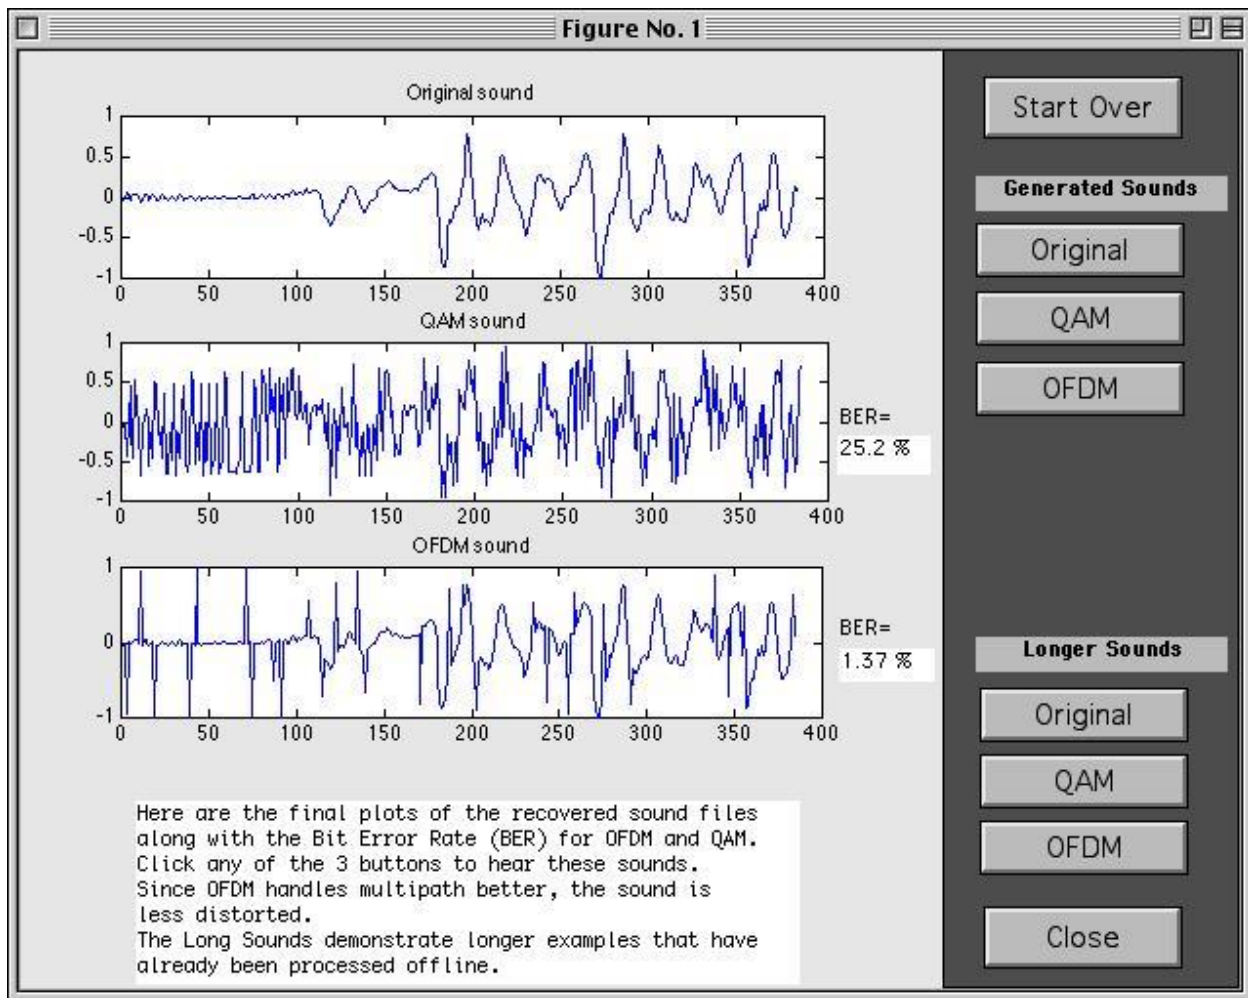 Figure No. 1
Original sound
1
0.5
0
-0.5
-1
0 50 100 150 200 250 300 350 400
QAM sound
1
0.5
0
-0.5
-1
0 50 100 150 200 250 300 350 400
BER=
25.2 %
OFDM sound
1
0
-1
0 50 100 150 200 250 300 350 400
BER=
1.37 %
Here are the final plots of the recovered sound files
along with the Bit Error Rate (BER) for OFDM and QAM.
Click any of the 3 buttons to hear these sounds.
Since OFDM handles multipath better, the sound is
less distorted.
The Long Sounds demonstrate longer examples that have
already been processed offline.
Start Over
Generated Sounds
Original
QAM
OFDM
Longer Sounds
Original
QAM
OFDM
Close